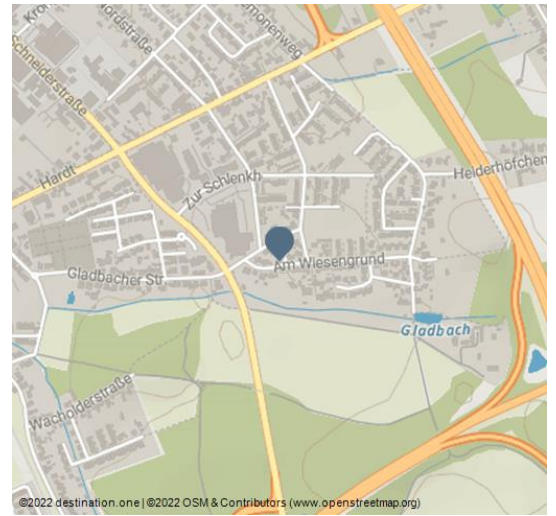 Nordstraße
Schneiderstraße
Hardt
Zur Schlenkh
Heiderhöfchen
Am Wiesengrund
Gladbacher Str.
Gladbach
Wacholderstraße
©2022 destination.one | ©2022 OSM & Contributors (www.openstreetmap.org)